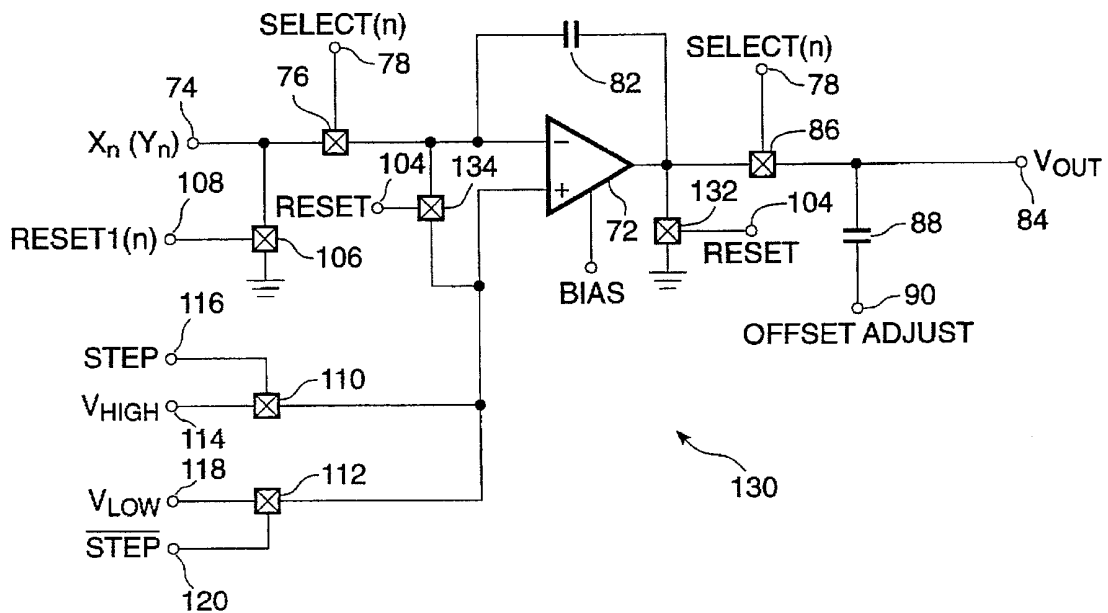 SELECT(n)
78
82
SELECT(n)
78
76
74
Xn (Yn)
86
104
134
RESET
VOUT
84
108
RESET1(n)
106
72
132
104
RESET
88
BIAS
90
OFFSET ADJUST
116
STEP
110
VHIGH
114
118
112
VLOW
130
STEP
120